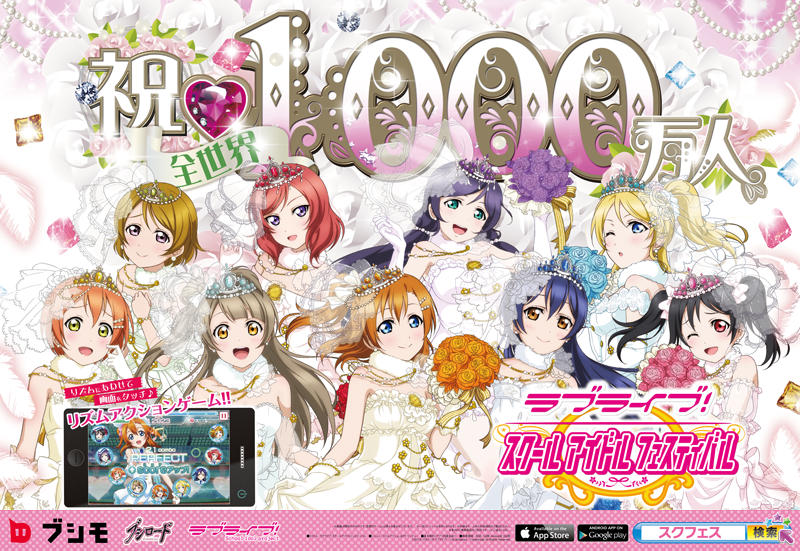 祝 1,000万人
全世界
リズムにあわせて
画面をタッチ♪
リズムアクションゲーム!!
PERFECT
ラブライブ!
スクールアイドルフェスティバル
ブシモ
ブシロード
ラブライブ!
Available on the
App Store
ANDROID APP ON
Google play
スクフェス
検索